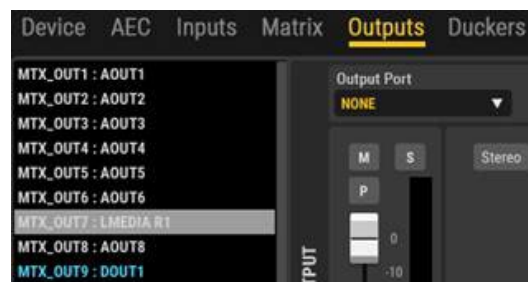 Device AEC Inputs Matrix Outputs Duckers
MTX_OUT1 : AOUT1
MTX_OUT2 : AOUT2
MTX_OUT3 : AOUT3
MTX_OUT4 : AOUT4
MTX_OUT5 : AOUT5
MTX_OUT6 : AOUT6
MTX_OUT7 : LMEDIA R1
MTX_OUT8 : AOUT8
MTX_OUT9 : DOUT1
Output Port
NONE
M S Stereo
P
0
-10